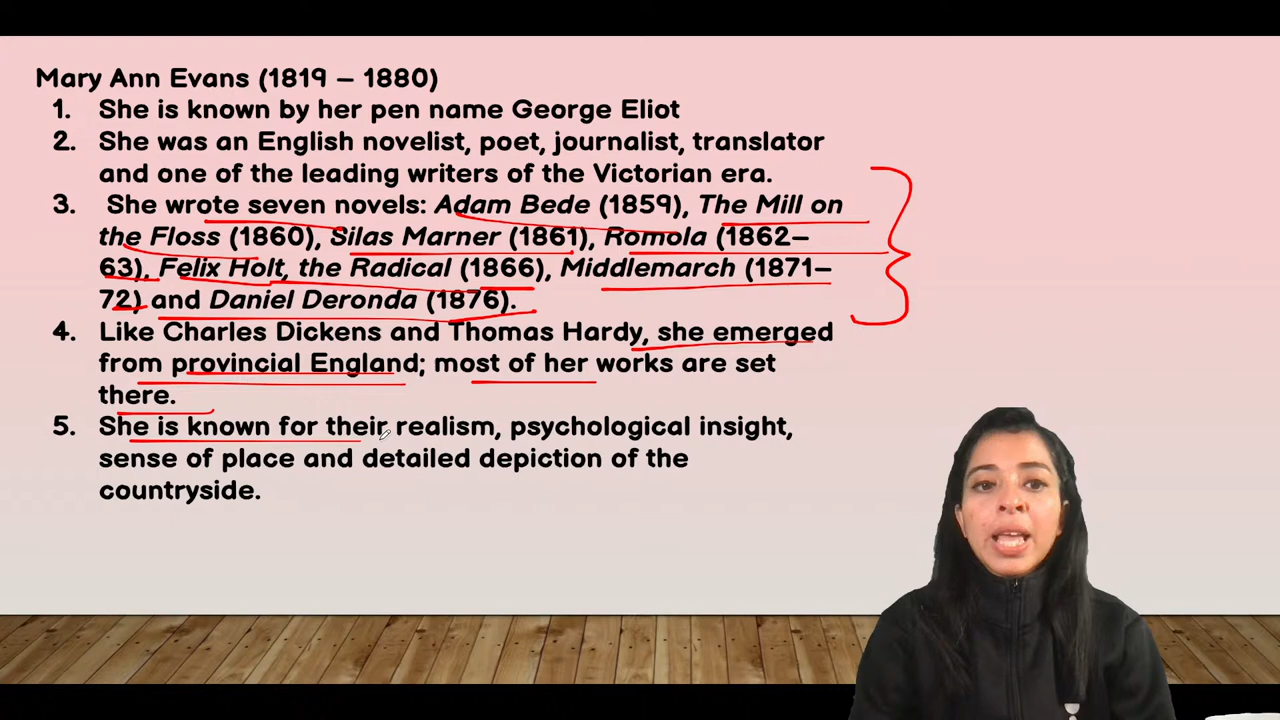 Mary Ann Evans (1819 – 1880)
1. She is known by her pen name George Eliot
2. She was an English novelist, poet, journalist, translator
and one of the leading writers of the Victorian era.
3. She wrote seven novels: Adam Bede (1859), The Mill on
the Floss (1860), Silas Marner (1861), Romola (1862–
63), Felix Holt, the Radical (1866), Middlemarch (1871–
72) and Daniel Deronda (1876).
4. Like Charles Dickens and Thomas Hardy, she emerged
from provincial England; most of her works are set
there.
5. She is known for their realism, psychological insight,
sense of place and detailed depiction of the
countryside.